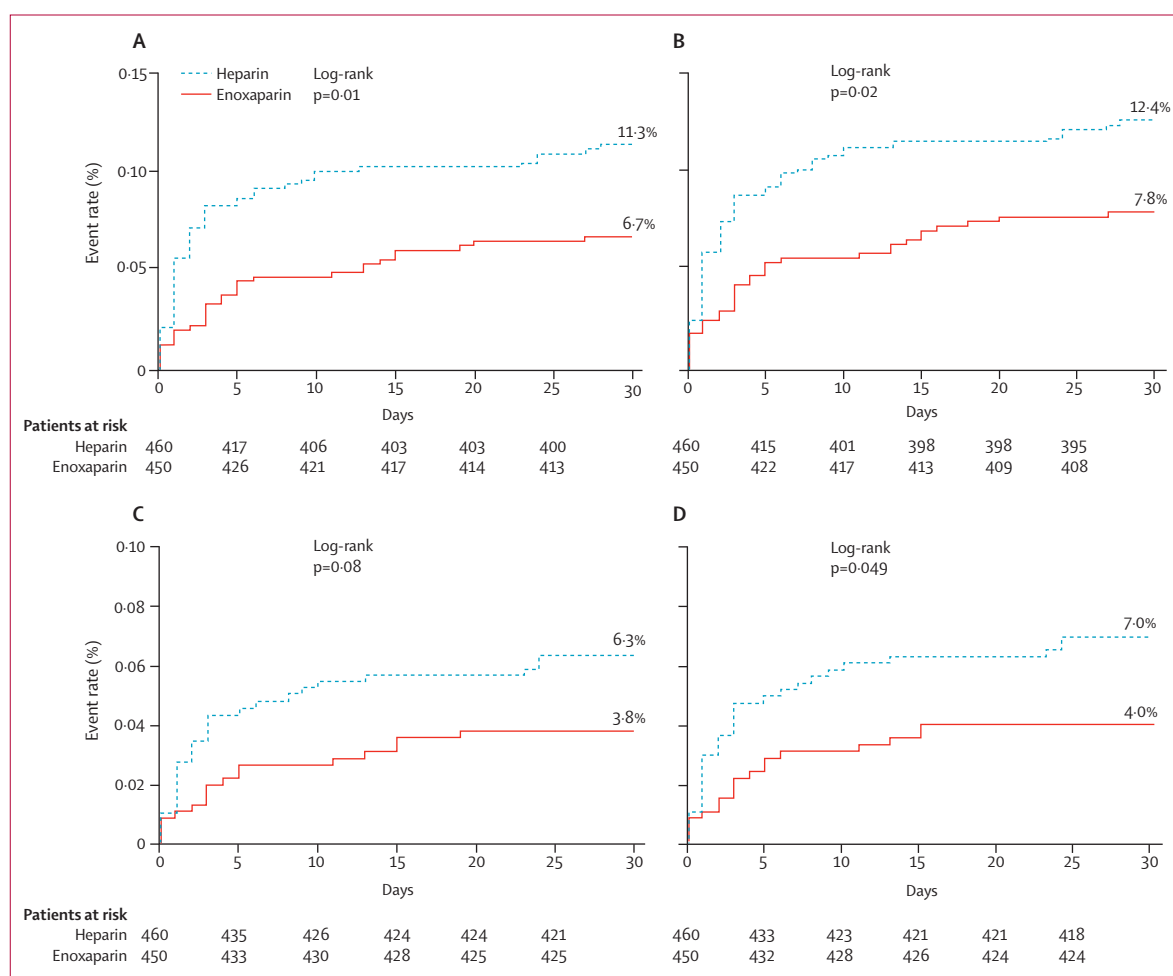 A
Heparin
Enoxaparin
Log-rank
p=0·01
0·15
0·10
0·05
0
Event rate (%)
11·3%
6·7%
0 5 10 15 20 25 30
Days
B
Log-rank
p=0·02
12·4%
7·8%
0 5 10 15 20 25 30
Days
Patients at risk
Heparin 460 417 406 403 403 400 460 415 401 398 398 395
Enoxaparin 450 426 421 417 414 413 450 422 417 413 409 408
C
Log-rank
p=0·08
0·10
0·08
0·06
0·04
0·02
0
Event rate (%)
6·3%
3·8%
0 5 10 15 20 25 30
Days
D
Log-rank
p=0·049
7·0%
4·0%
0 5 10 15 20 25 30
Days
Patients at risk
Heparin 460 435 426 424 424 421 460 433 423 421 421 418
Enoxaparin 450 433 430 428 425 425 450 432 428 426 424 424